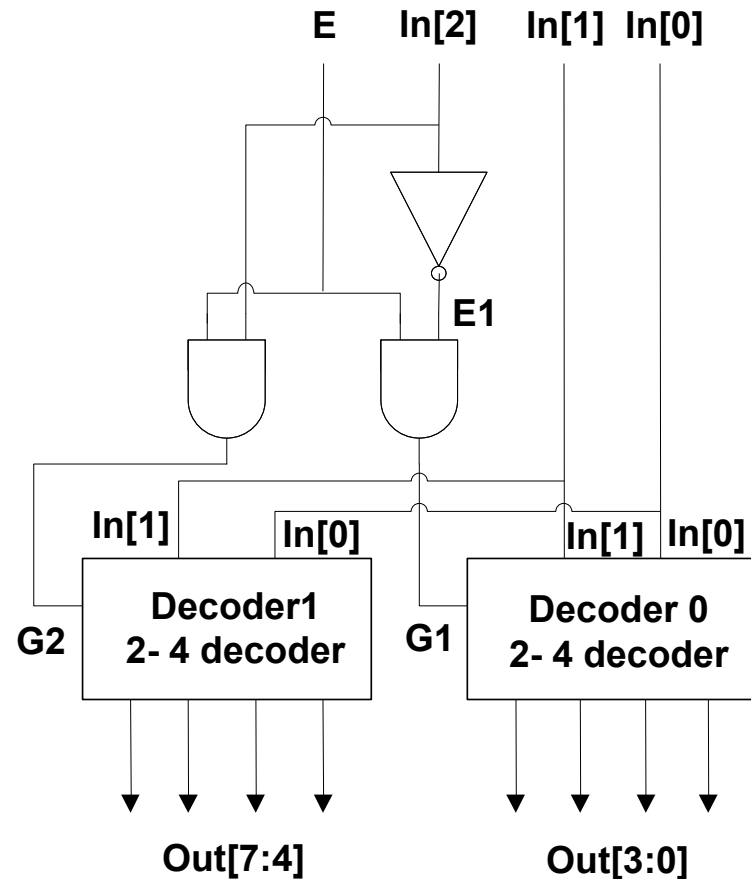 E In[2] In[1] In[0]
E1
In[1] In[0] In[1] In[0]
G2 Decoder1 G1 Decoder 0
2- 4 decoder 2- 4 decoder
Out[7:4] Out[3:0]